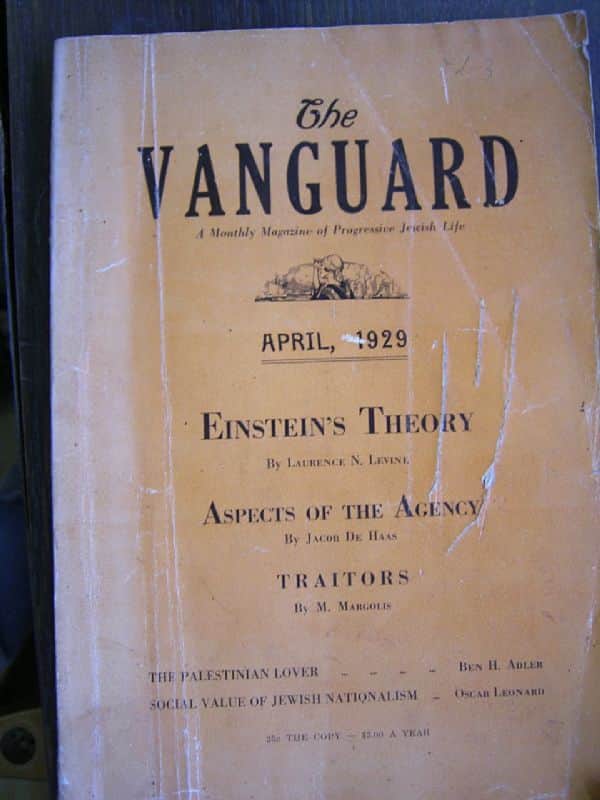 The
VANGUARD
A Monthly Magazine of Progressive Jewish Life
APRIL, 1929
EINSTEIN'S THEORY
By LAURENCE N. LEVINE
ASPECTS OF THE AGENCY
By JACOB DE HAAS
TRAITORS
By M. MARGOLIS
THE PALESTINIAN LOVER .. .. .. .. BEN H. ADLER
SOCIAL VALUE OF JEWISH NATIONALISM .. OSCAR LEONARD
25c THE COPY — $3.00 A YEAR